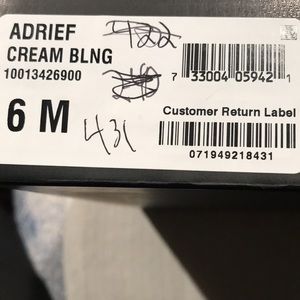 ADRIEF
CREAM BLNG
10013426900
6 M
431
7 33004 05942 1
Customer Return Label
071949218431